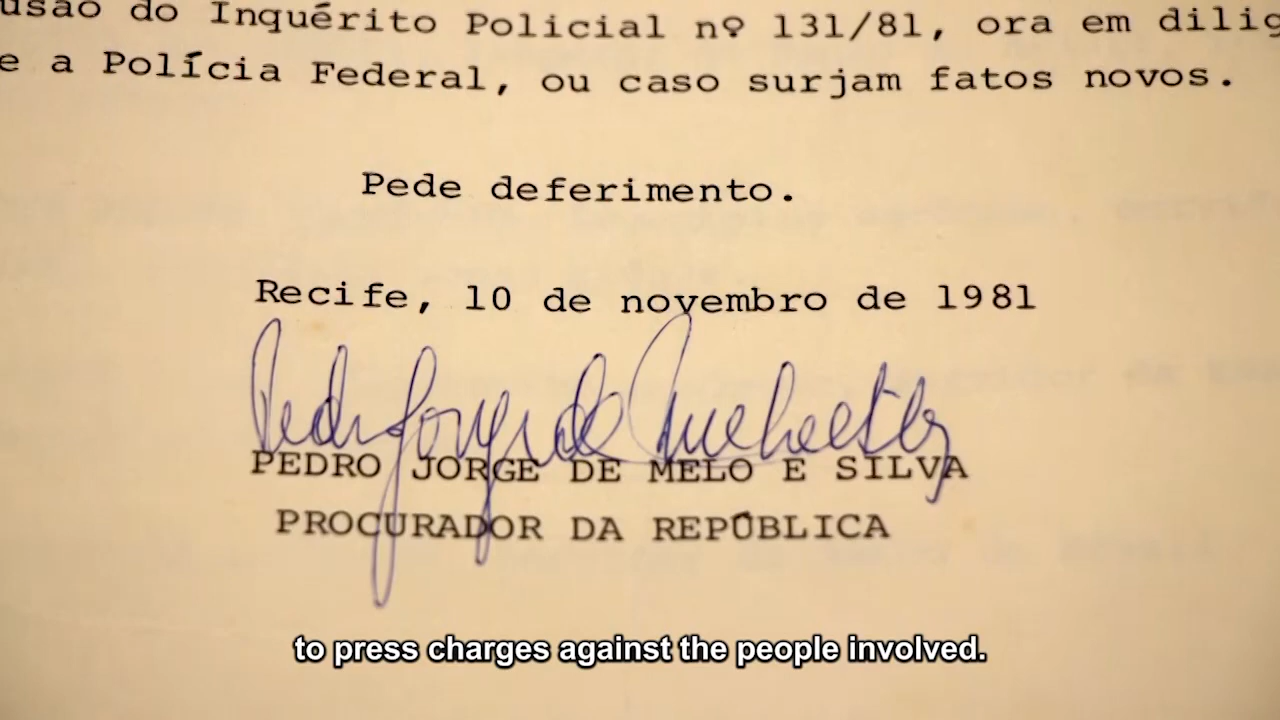 usão do Inquérito Policial nº 131/81, ora em dilig
e a Polícia Federal, ou caso surjam fatos novos.
Pede deferimento.
Recife, 10 de novembro de 1981
PEDRO JORGE DE MELO E SILVA
PROCURADOR DA REPÚBLICA
to press charges against the people involved.